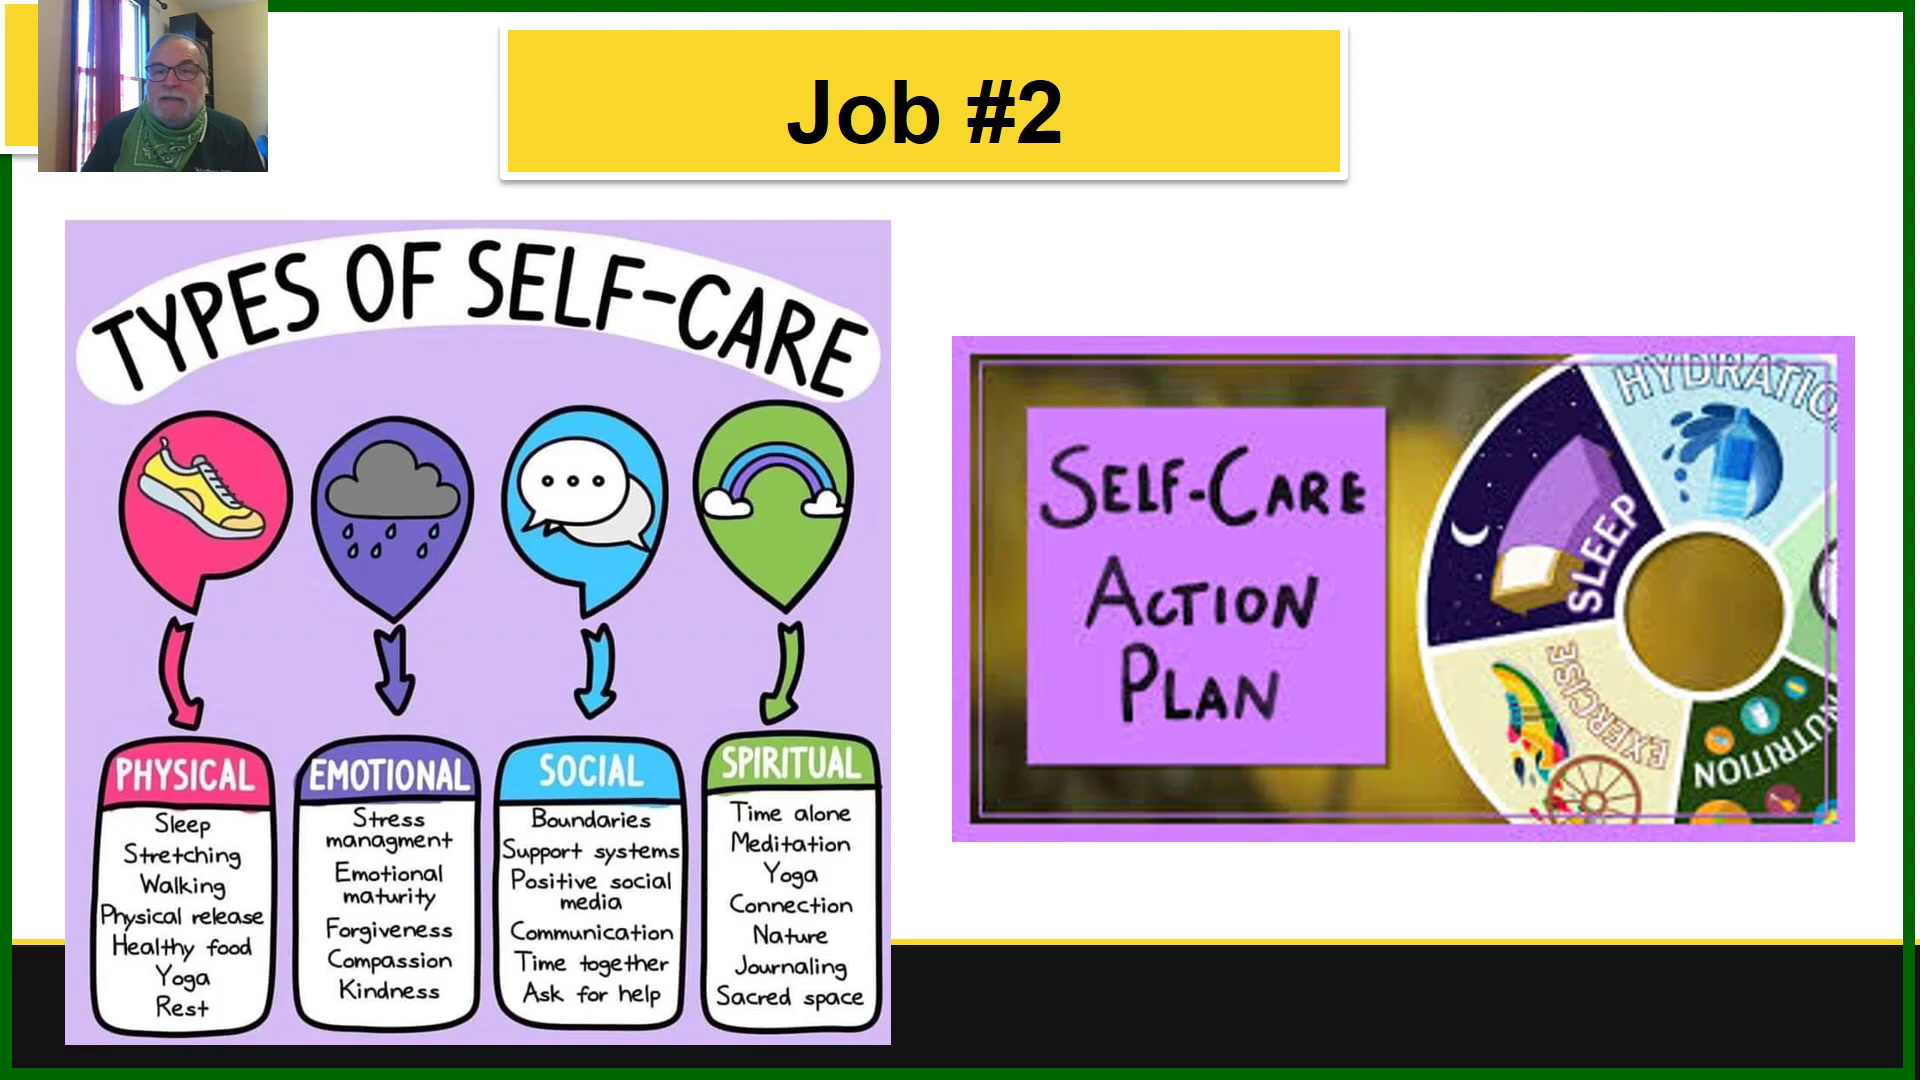 Job #2
TYPES OF SELF-CARE
PHYSICAL
Sleep
Stretching
Walking
Physical release
Healthy food
Yoga
Rest
EMOTIONAL
Stress
managment
Emotional
maturity
Forgiveness
Compassion
Kindness
SOCIAL
Boundaries
Support systems
Positive social
media
Communication
Time together
Ask for help
SPIRITUAL
Time alone
Meditation
Yoga
Connection
Nature
Journaling
Sacred space
SELF-CARE
ACTION
PLAN
HYDRATIO
SLEEP
EXERCISE
NUTRITION